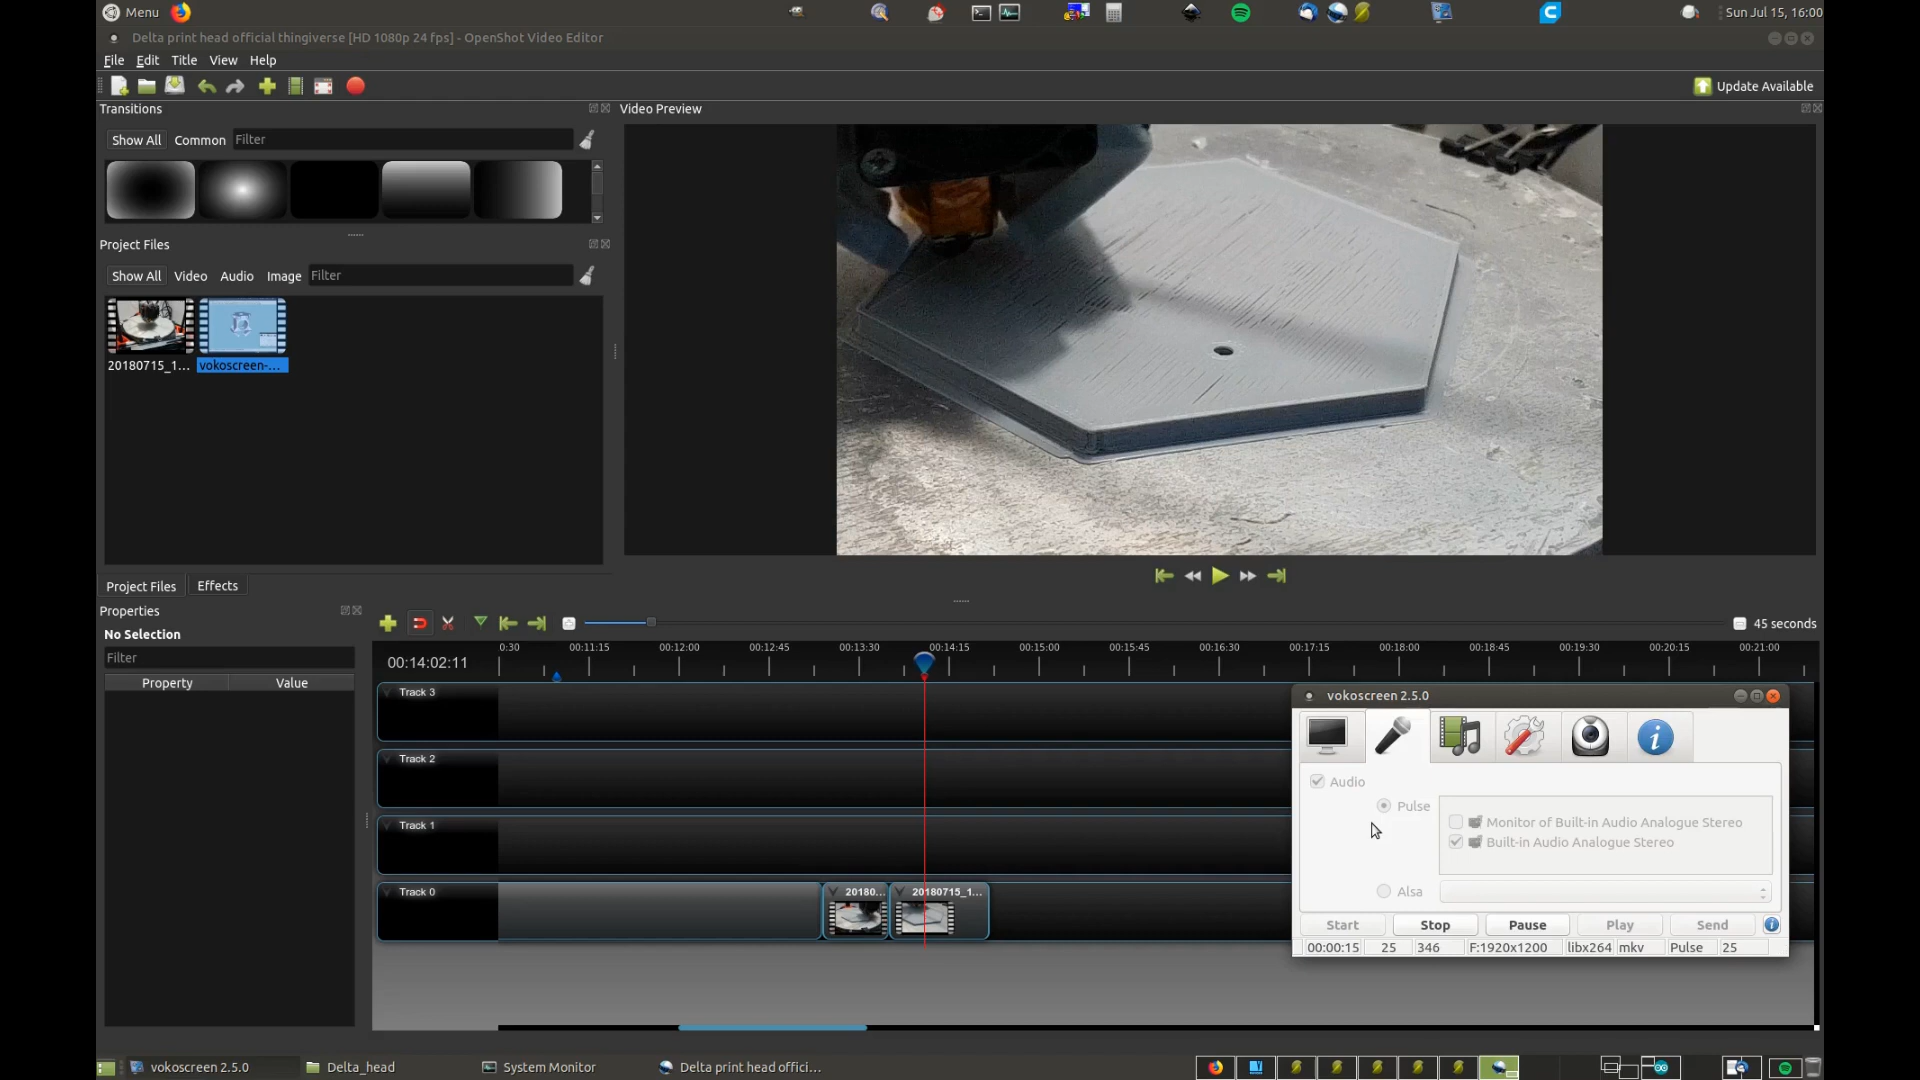 Menu
Sun Jul 15, 16:00
Delta print head official thingiverse [HD 1080p 24 fps] - OpenShot Video Editor
File Edit Title View Help
Update Available
Transitions
Video Preview
Show All Common Filter
Project Files
Show All Video Audio Image Filter
20180715_1... vokoscreen-...
Project Files Effects
Properties
No Selection
45 seconds
Filter
Property Value
00:14:02:11
0:30 00:11:15 00:12:00 00:12:45 00:13:30 00:14:15 00:15:00 00:15:45 00:16:30 00:17:15 00:18:00 00:18:45 00:19:30 00:20:15 00:21:00
Track 3
Track 2
Track 1
Track 0
20180... 20180715_1...
vokoscreen 2.5.0
Audio
Pulse
Monitor of Built-in Audio Analogue Stereo
Built-in Audio Analogue Stereo
Alsa
Start Stop Pause Play Send
00:00:15 25 346 F:1920x1200 libx264 mkv Pulse 25
vokoscreen 2.5.0 Delta_head System Monitor Delta print head offici...